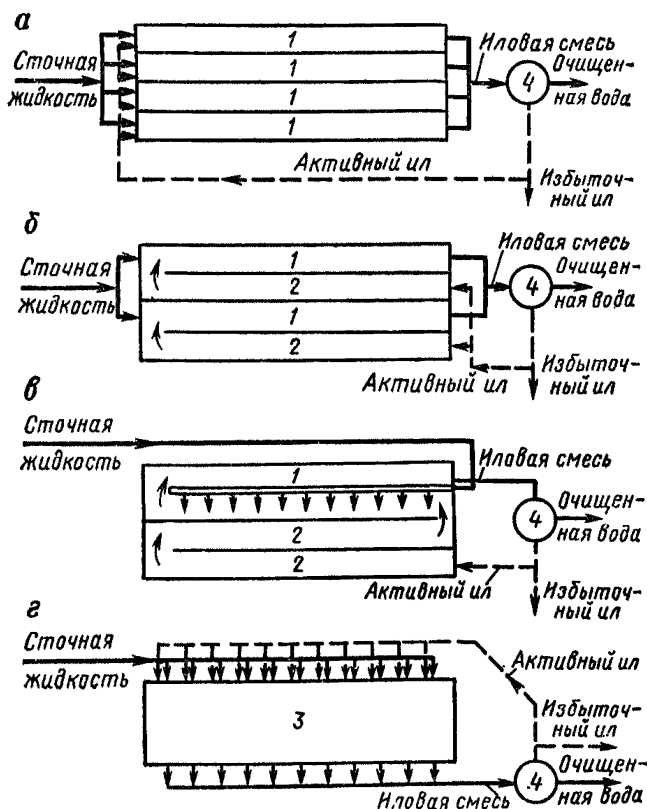 а
Сточная
жидкость
1
1
1
1
Иловая смесь
4
Очищен-
ная вода
Активный ил
Избыточ-
ный ил
б
Сточная
жидкость
1
2
1
2
Иловая смесь
4
Очищен-
ная вода
Активный ил
Избыточ-
ный ил
в
Сточная
жидкость
1
2
2
Иловая смесь
4
Очищен-
ная вода
Активный ил
Избыточ-
ный ил
г
Сточная
жидкость
3
Активный ил
Избыточ-
ный ил
4
Очищен-
ная вода
Иловая смесь